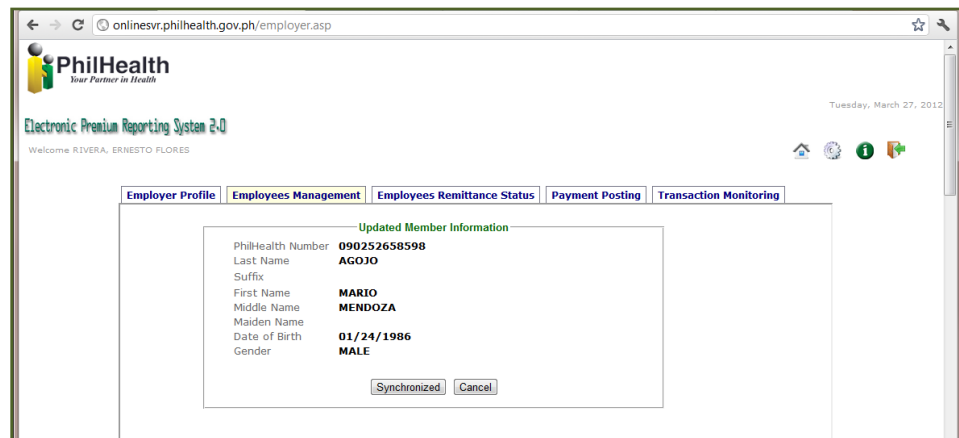 onlinesvr.philhealth.gov.ph/employer.asp
PhilHealth
Your Partner in Health
Tuesday, March 27, 2012
Electronic Premium Reporting System 2.0
Welcome RIVERA, ERNESTO FLORES
Employer Profile Employees Management Employees Remittance Status Payment Posting Transaction Monitoring
Updated Member Information
PhilHealth Number 090252658598
Last Name AGOJO
Suffix
First Name MARIO
Middle Name MENDOZA
Maiden Name
Date of Birth 01/24/1986
Gender MALE
Synchronized Cancel